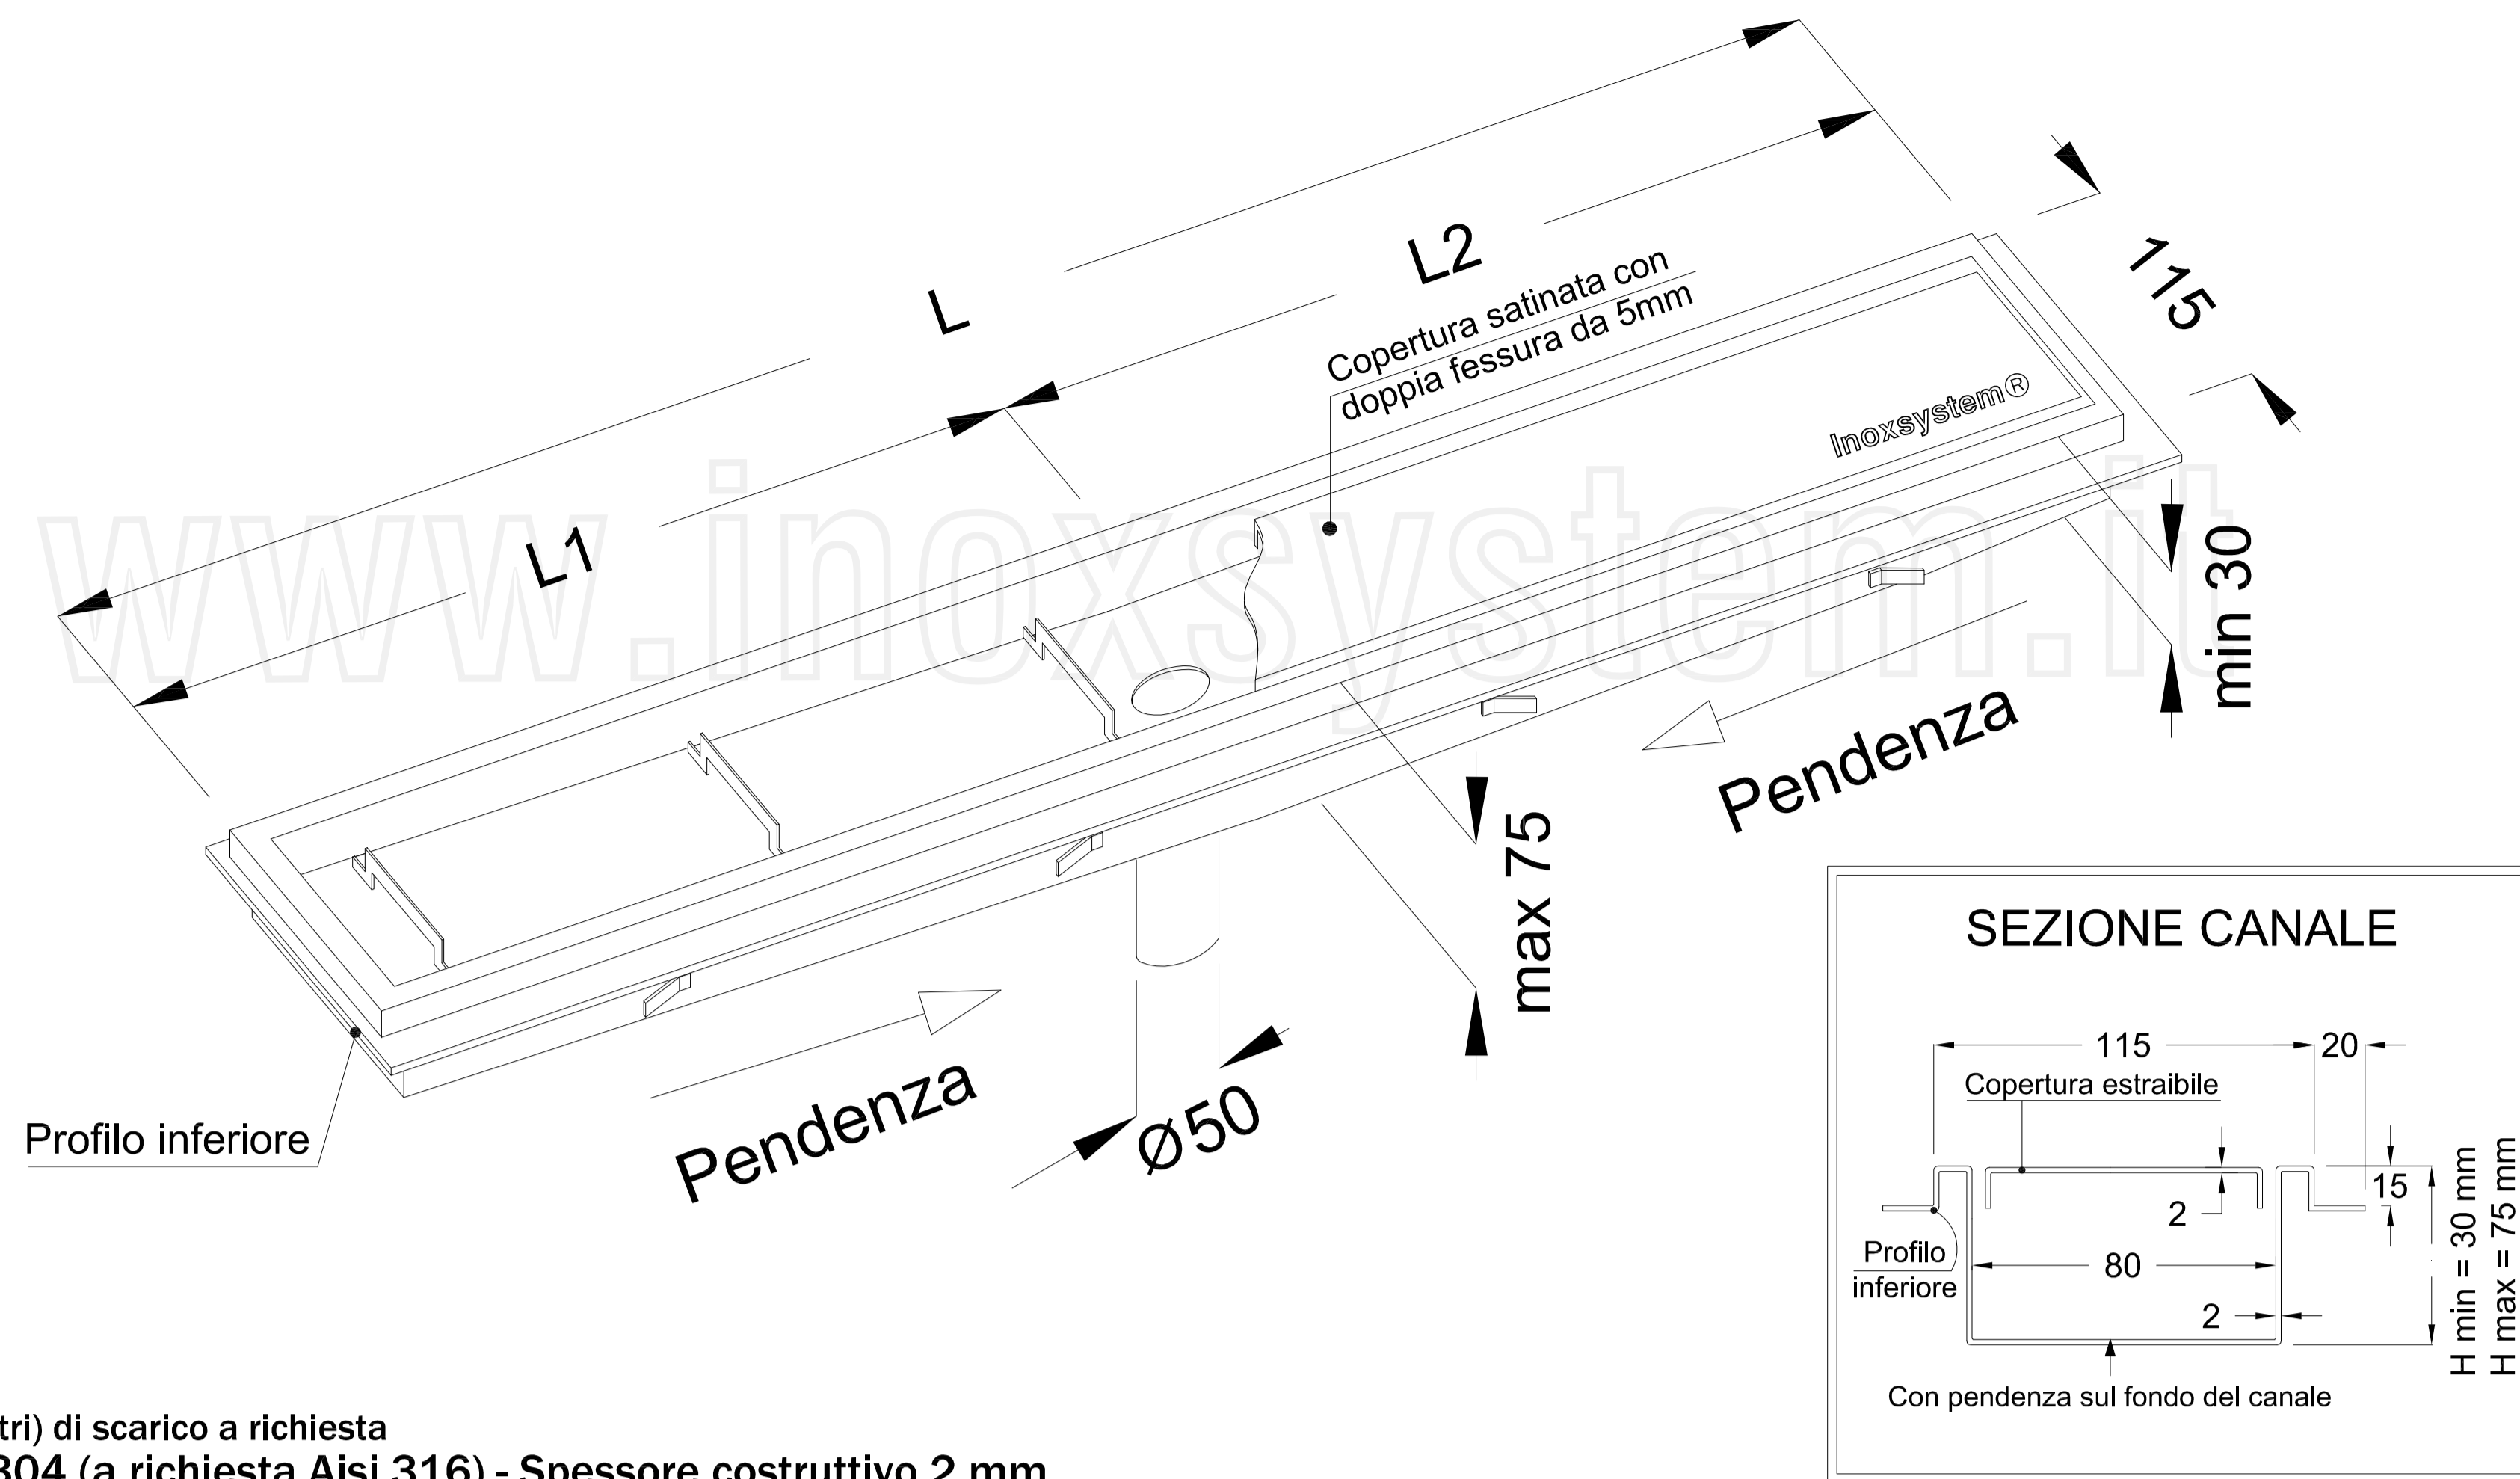 L
L2
115
Copertura satinata con
doppia fessura da 5mm
Inoxsystem®
L1
www.inoxsystem.it
min 30
Pendenza
max 75
Pendenza
Ø50
Profilo inferiore
SEZIONE CANALE
115
20
Copertura estraibile
15
2
Profilo
inferiore
80
2
H min = 30 mm
H max = 75 mm
Con pendenza sul fondo del canale
tri) di scarico a richiesta
304 (a richiesta Aisi 316) - Spessore costruttivo 2 mm